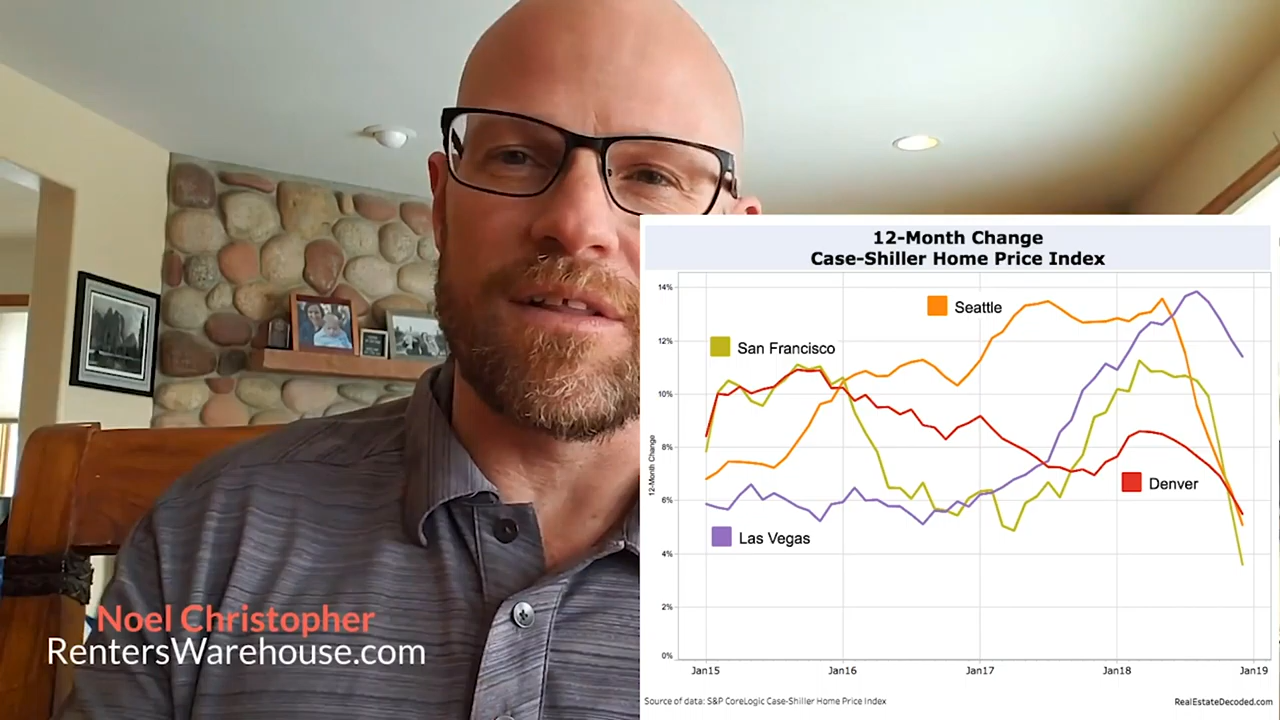 12-Month Change
Case-Shiller Home Price Index
14%
12%
10%
8%
6%
4%
2%
0%
12-Month Change
Seattle
San Francisco
Denver
Las Vegas
Jan15
Jan16
Jan17
Jan18
Jan19
Source of data: S&P CoreLogic Case-Shiller Home Price Index
RealEstateDecoded.com
Noel Christopher
RentersWarehouse.com